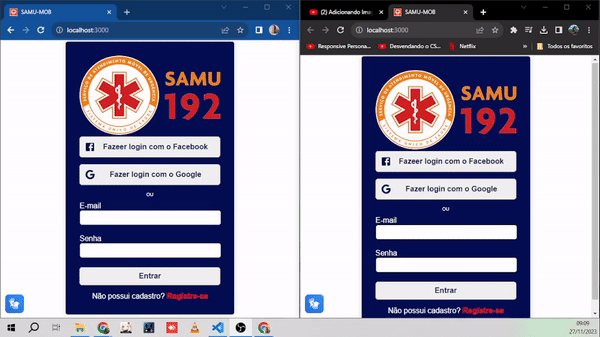 SAMU-MOB
localhost:3000
SAMU
192
Fazeer login com o Facebook
Fazer login com o Google
ou
E-mail
Senha
Entrar
Não possui cadastro? Registre-se
(2) Adicionando Ima
SAMU-MOB
localhost:3000
Responsive Persona...
Desvendando o CS...
Netflix
»
Todos os favoritos
SAMU
192
Fazeer login com o Facebook
Fazer login com o Google
ou
E-mail
Senha
Entrar
Não possui cadastro? Registre-se
09:09
27/11/2023